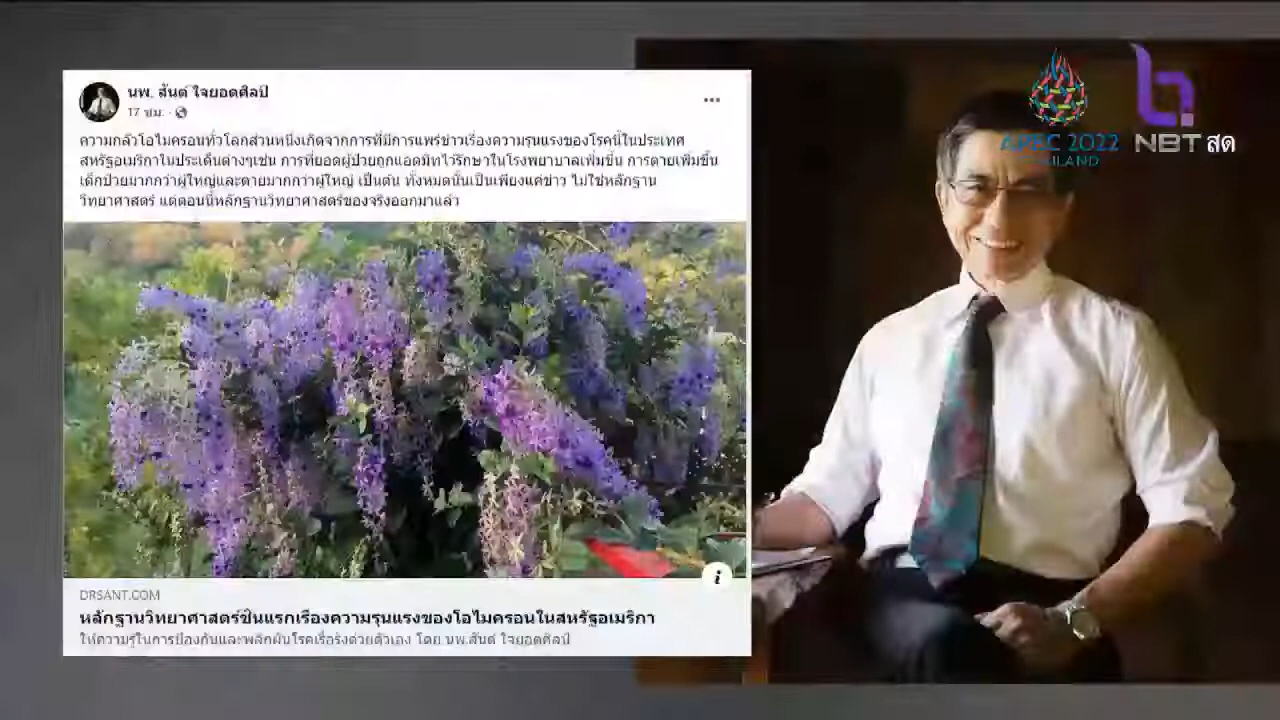 นพ. สันต์ ใจยอดศิลป์
17 ชม.
ความกลัวโอไมครอนทั่วโลกส่วนหนึ่งเกิดจากการที่มีการแพร่ข่าวเรื่องความรุนแรงของโรคนี้ในประเทศ
สหรัฐอเมริกาในประเด็นต่างๆเช่น การที่ยอดผู้ป่วยถูกแอดมิทไว้รักษาในโรงพยาบาลเพิ่มขึ้น การตายเพิ่มขึ้น
เด็กป่วยมากกว่าผู้ใหญ่และตายมากกว่าผู้ใหญ่ เป็นต้น ทั้งหมดนั้นเป็นเพียงแค่ข่าว ไม่ใช่หลักฐาน
วิทยาศาสตร์ แต่ตอนนี้หลักฐานวิทยาศาสตร์ของจริงออกมาแล้ว
DRSANT.COM
หลักฐานวิทยาศาสตร์ชิ้นแรกเรื่องความรุนแรงของโอไมครอนในสหรัฐอเมริกา
ให้ความรู้ในการป้องกันและพลิกผันโรคเรื้อรังด้วยตัวเอง โดย นพ.สันต์ ใจยอดศิลป์
APEC 2022
THAILAND
NBT สด